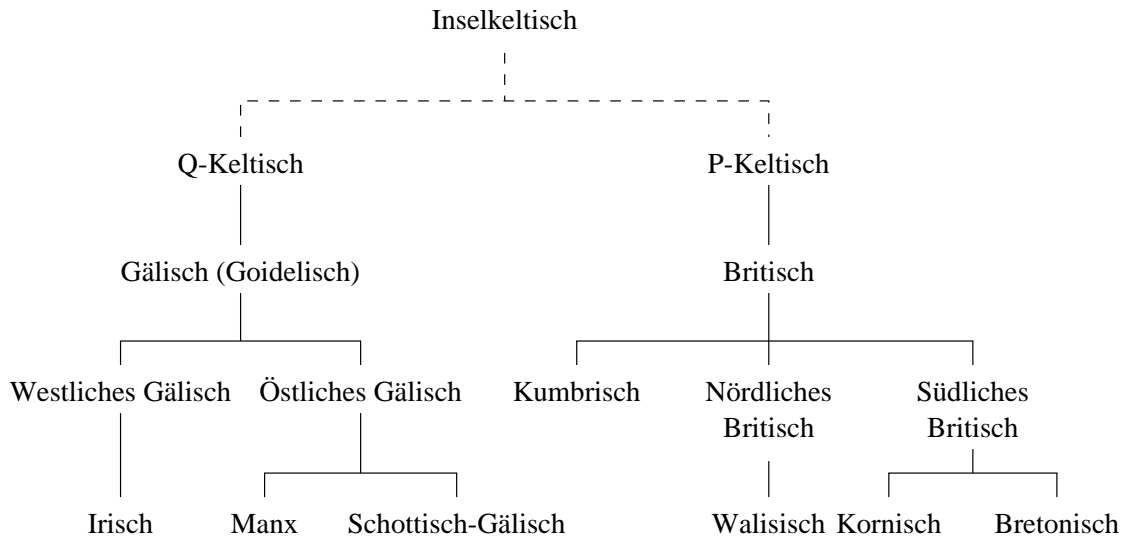 Inselkeltisch
Q-Keltisch P-Keltisch
Gälisch (Goidelisch) Britisch
Westliches Gälisch Östliches Gälisch Kumbrisch Nördliches Südliches
Britisch Britisch
Irisch Manx Schottisch-Gälisch Walisisch Kornisch Bretonisch